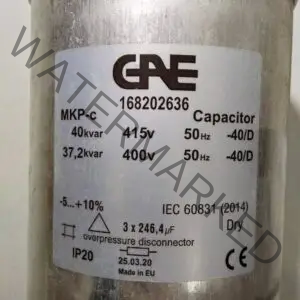 GAE
168202636
MKP-c Capacitor
40kvar 415v 50Hz -40/D
37,2kvar 400v 50Hz -40/D
-5...+10% IEC 60831 (2014)
3 x 246,4µF Dry
overpressure disconnector
IP20 25.03.20
Made in EU CE
WATERMARKED